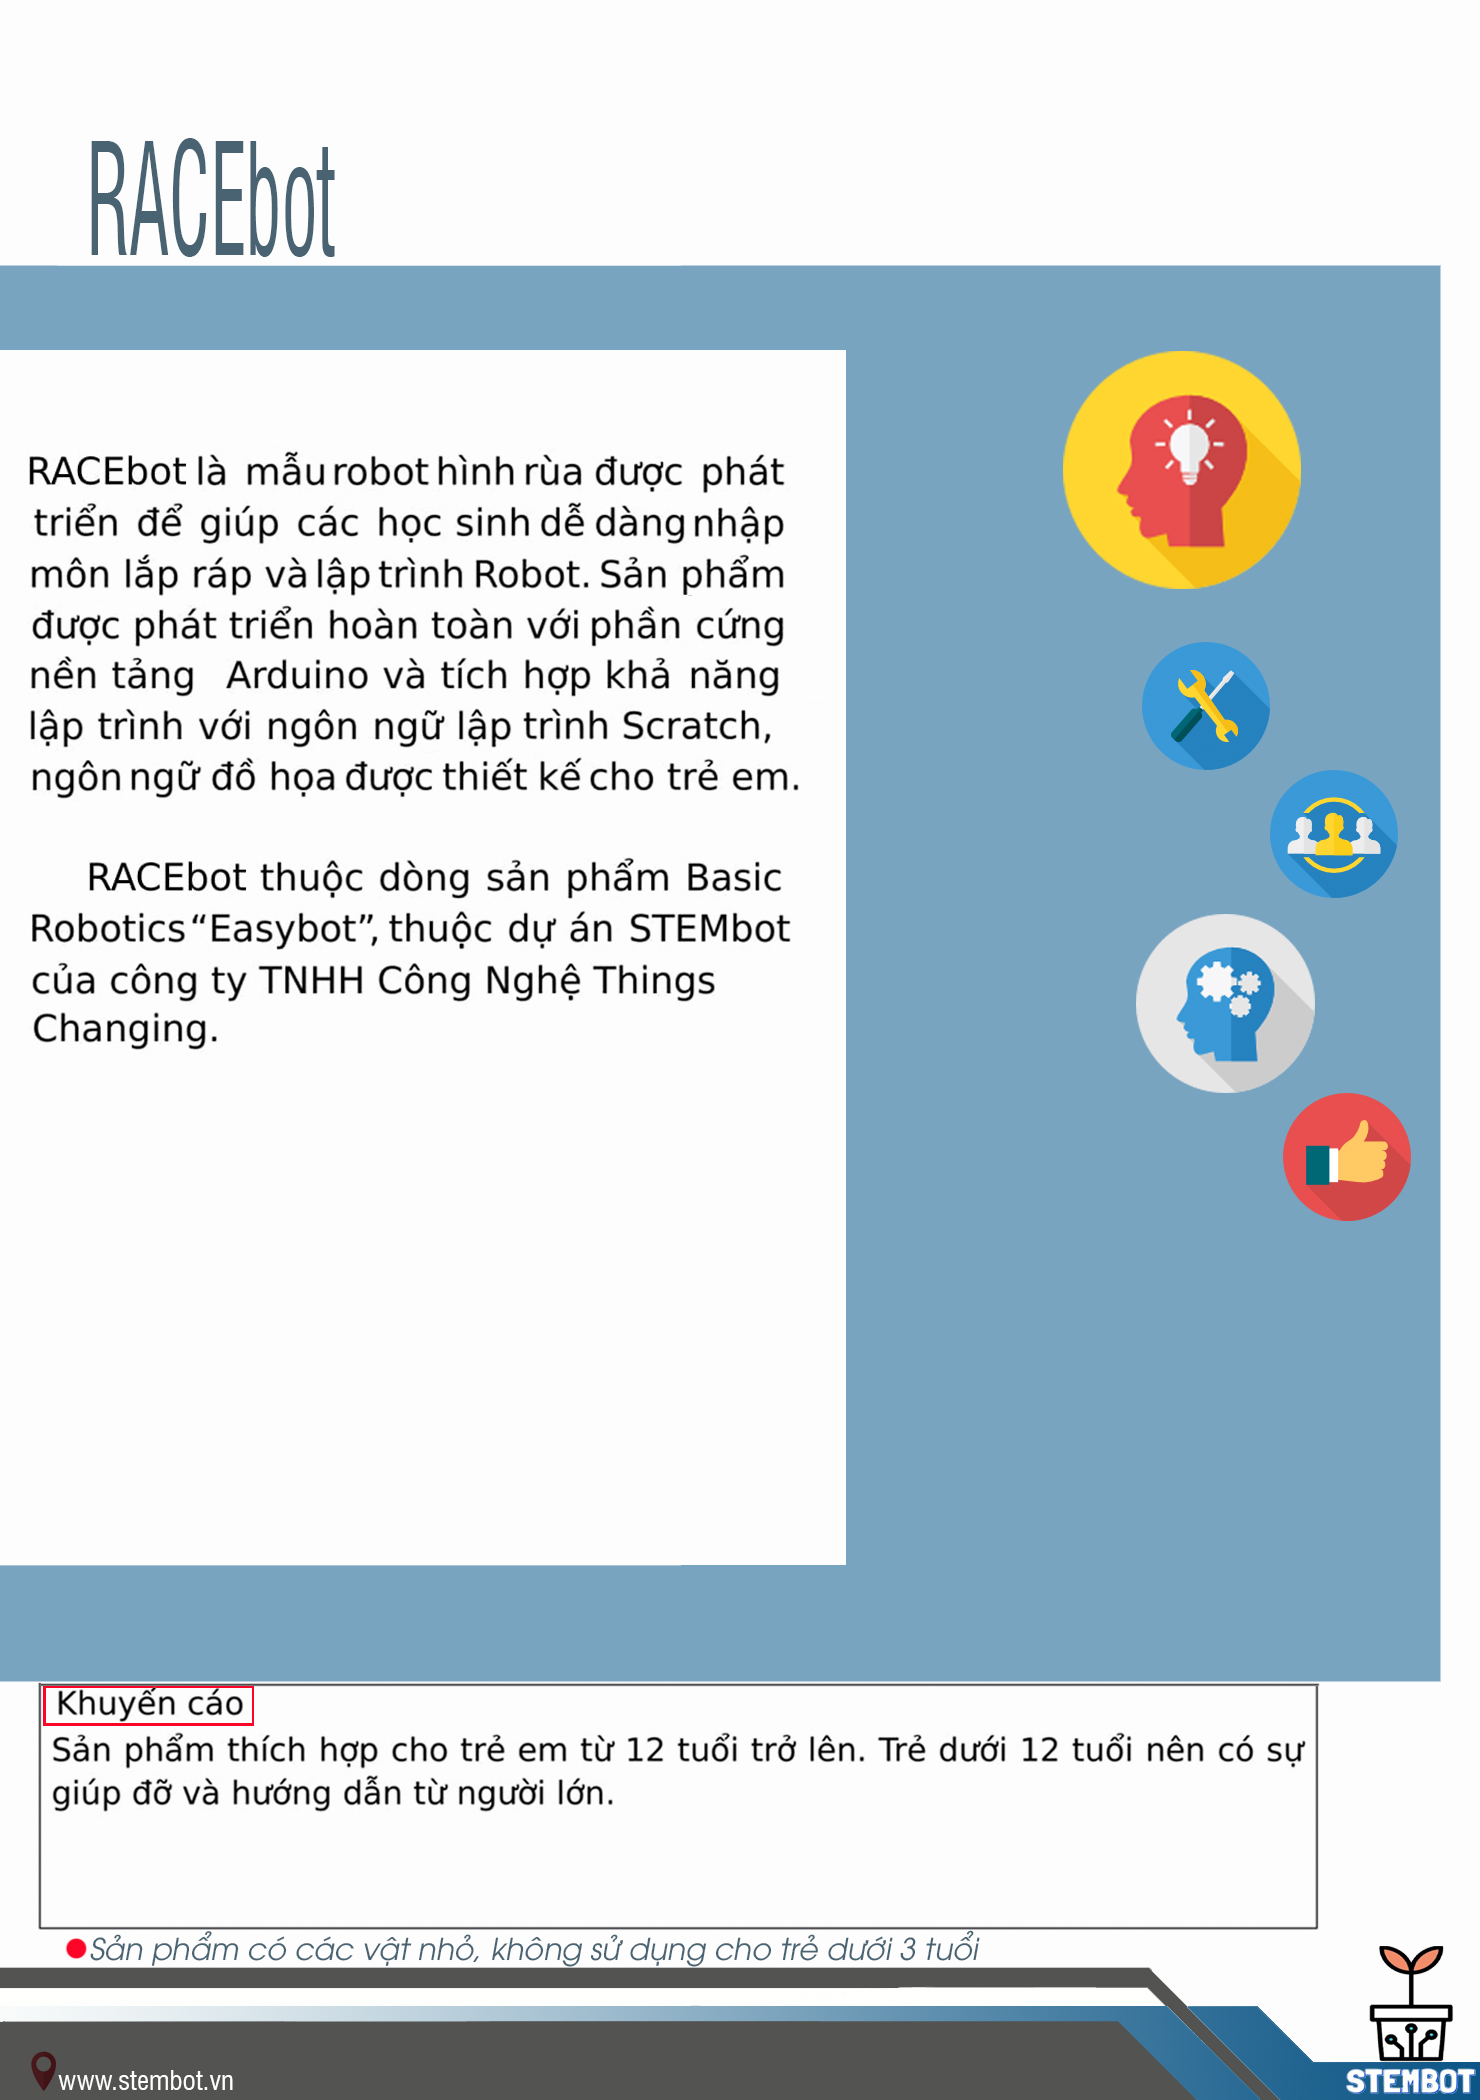 RACEbot
RACEbot là mẫu robot hình rùa được phát
triển để giúp các học sinh dễ dàng nhập
môn lắp ráp và lập trình Robot. Sản phẩm
được phát triển hoàn toàn với phần cứng
nền tảng Arduino và tích hợp khả năng
lập trình với ngôn ngữ lập trình Scratch,
ngôn ngữ đồ họa được thiết kế cho trẻ em.
RACEbot thuộc dòng sản phẩm Basic
Robotics “Easybot”, thuộc dự án STEMbot
của công ty TNHH Công Nghệ Things
Changing.
Khuyến cáo
Sản phẩm thích hợp cho trẻ em từ 12 tuổi trở lên. Trẻ dưới 12 tuổi nên có sự
giúp đỡ và hướng dẫn từ người lớn.
Sản phẩm có các vật nhỏ, không sử dụng cho trẻ dưới 3 tuổi
www.stembot.vn
STEMBOT